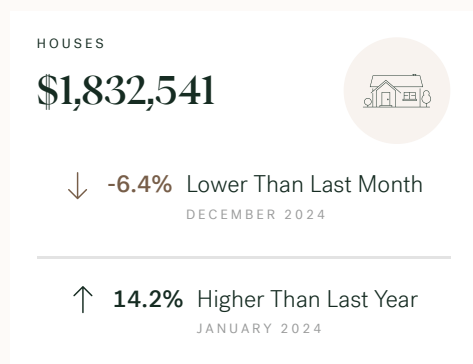 HOUSES
$1,832,541
-6.4% Lower Than Last Month
DECEMBER 2024
14.2% Higher Than Last Year
JANUARY 2024